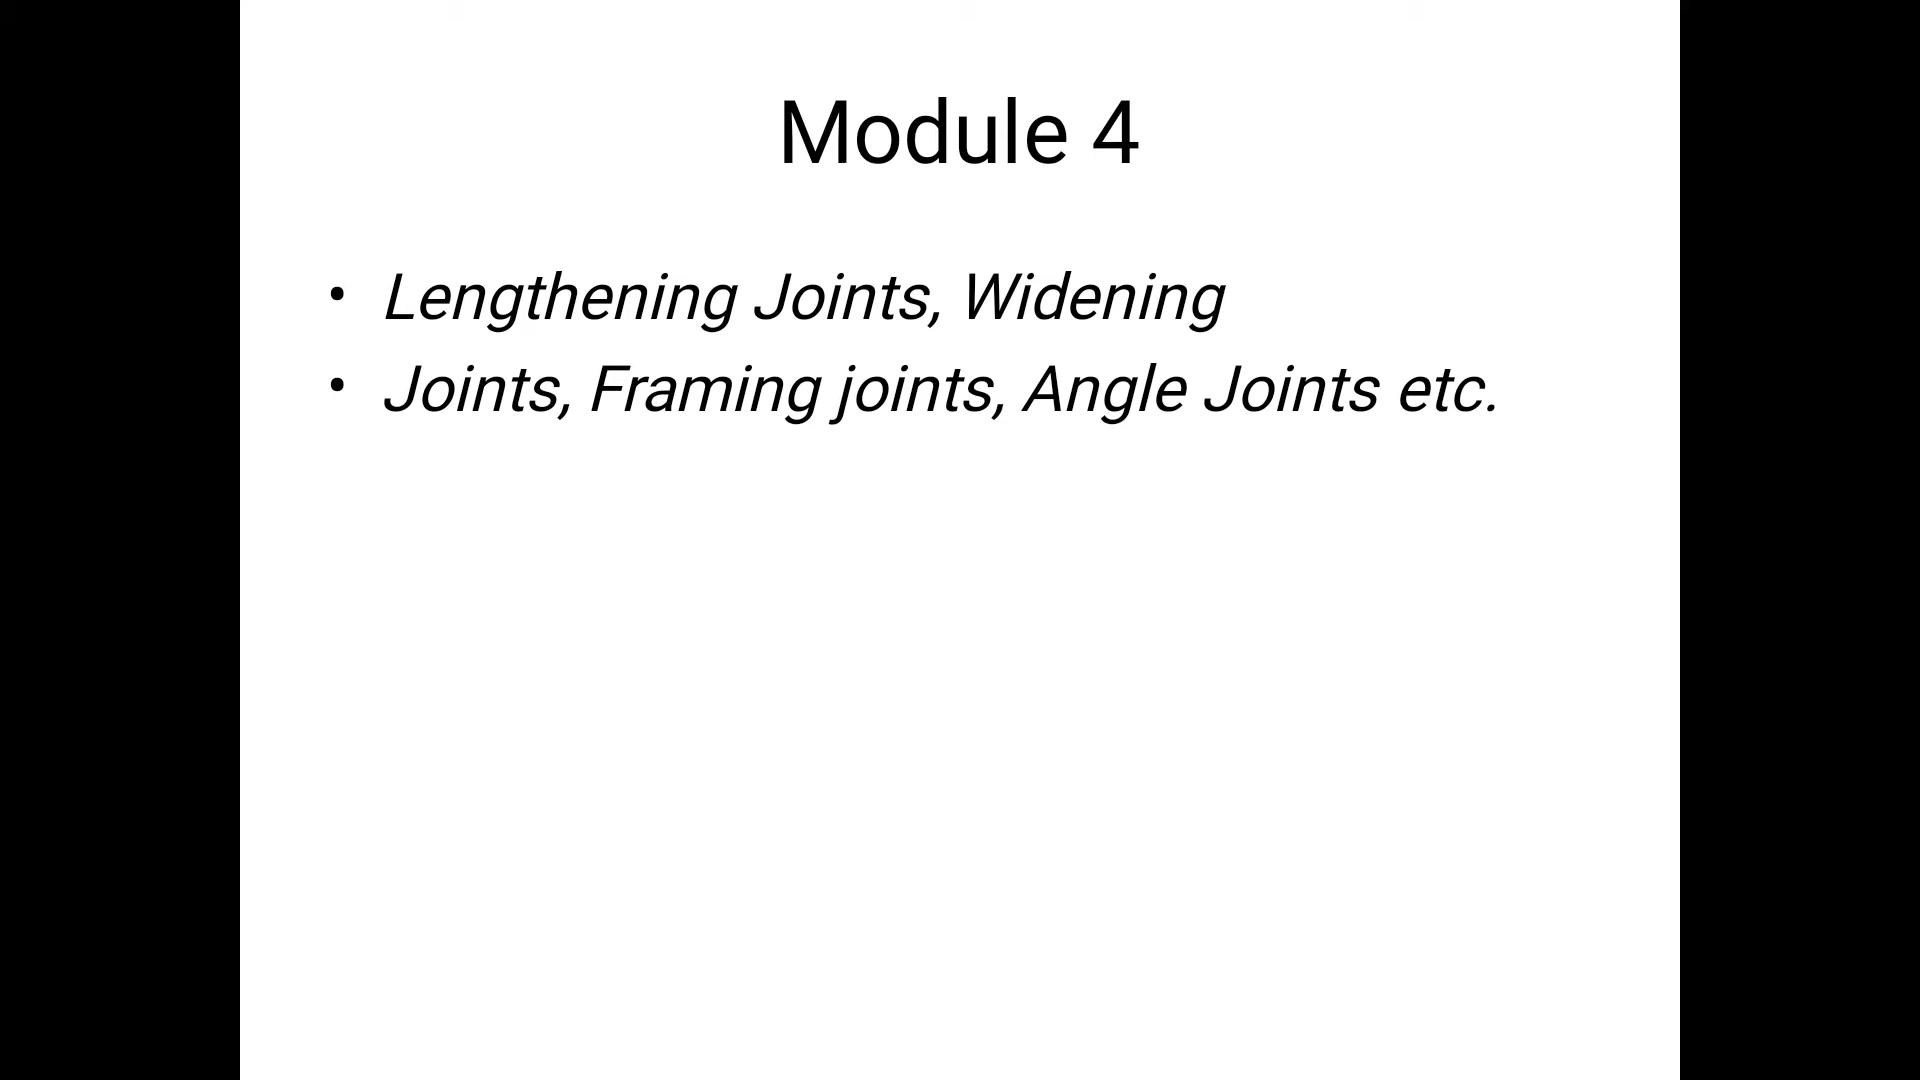 Module 4
• Lengthening Joints, Widening
• Joints, Framing joints, Angle Joints etc.